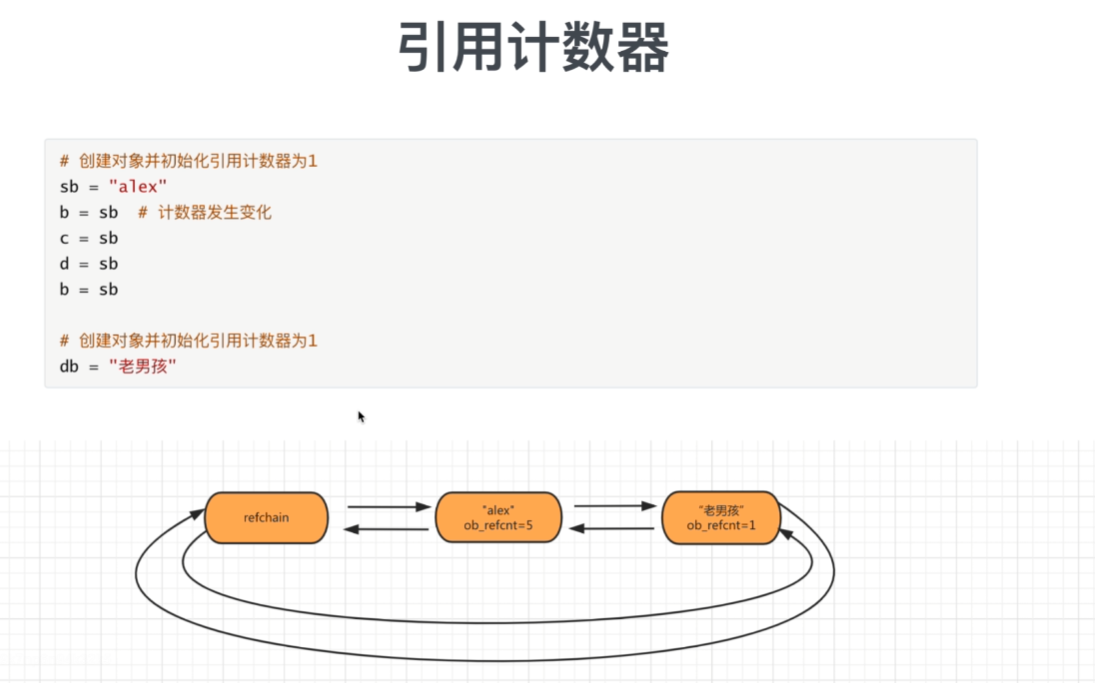 引用计数器
# 创建对象并初始化引用计数器为1
sb = "alex"
b = sb  # 计数器发生变化
c = sb
d = sb
b = sb
# 创建对象并初始化引用计数器为1
db = "老男孩"
refchain
"alex"
ob_refcnt=5
"老男孩"
ob_refcnt=1